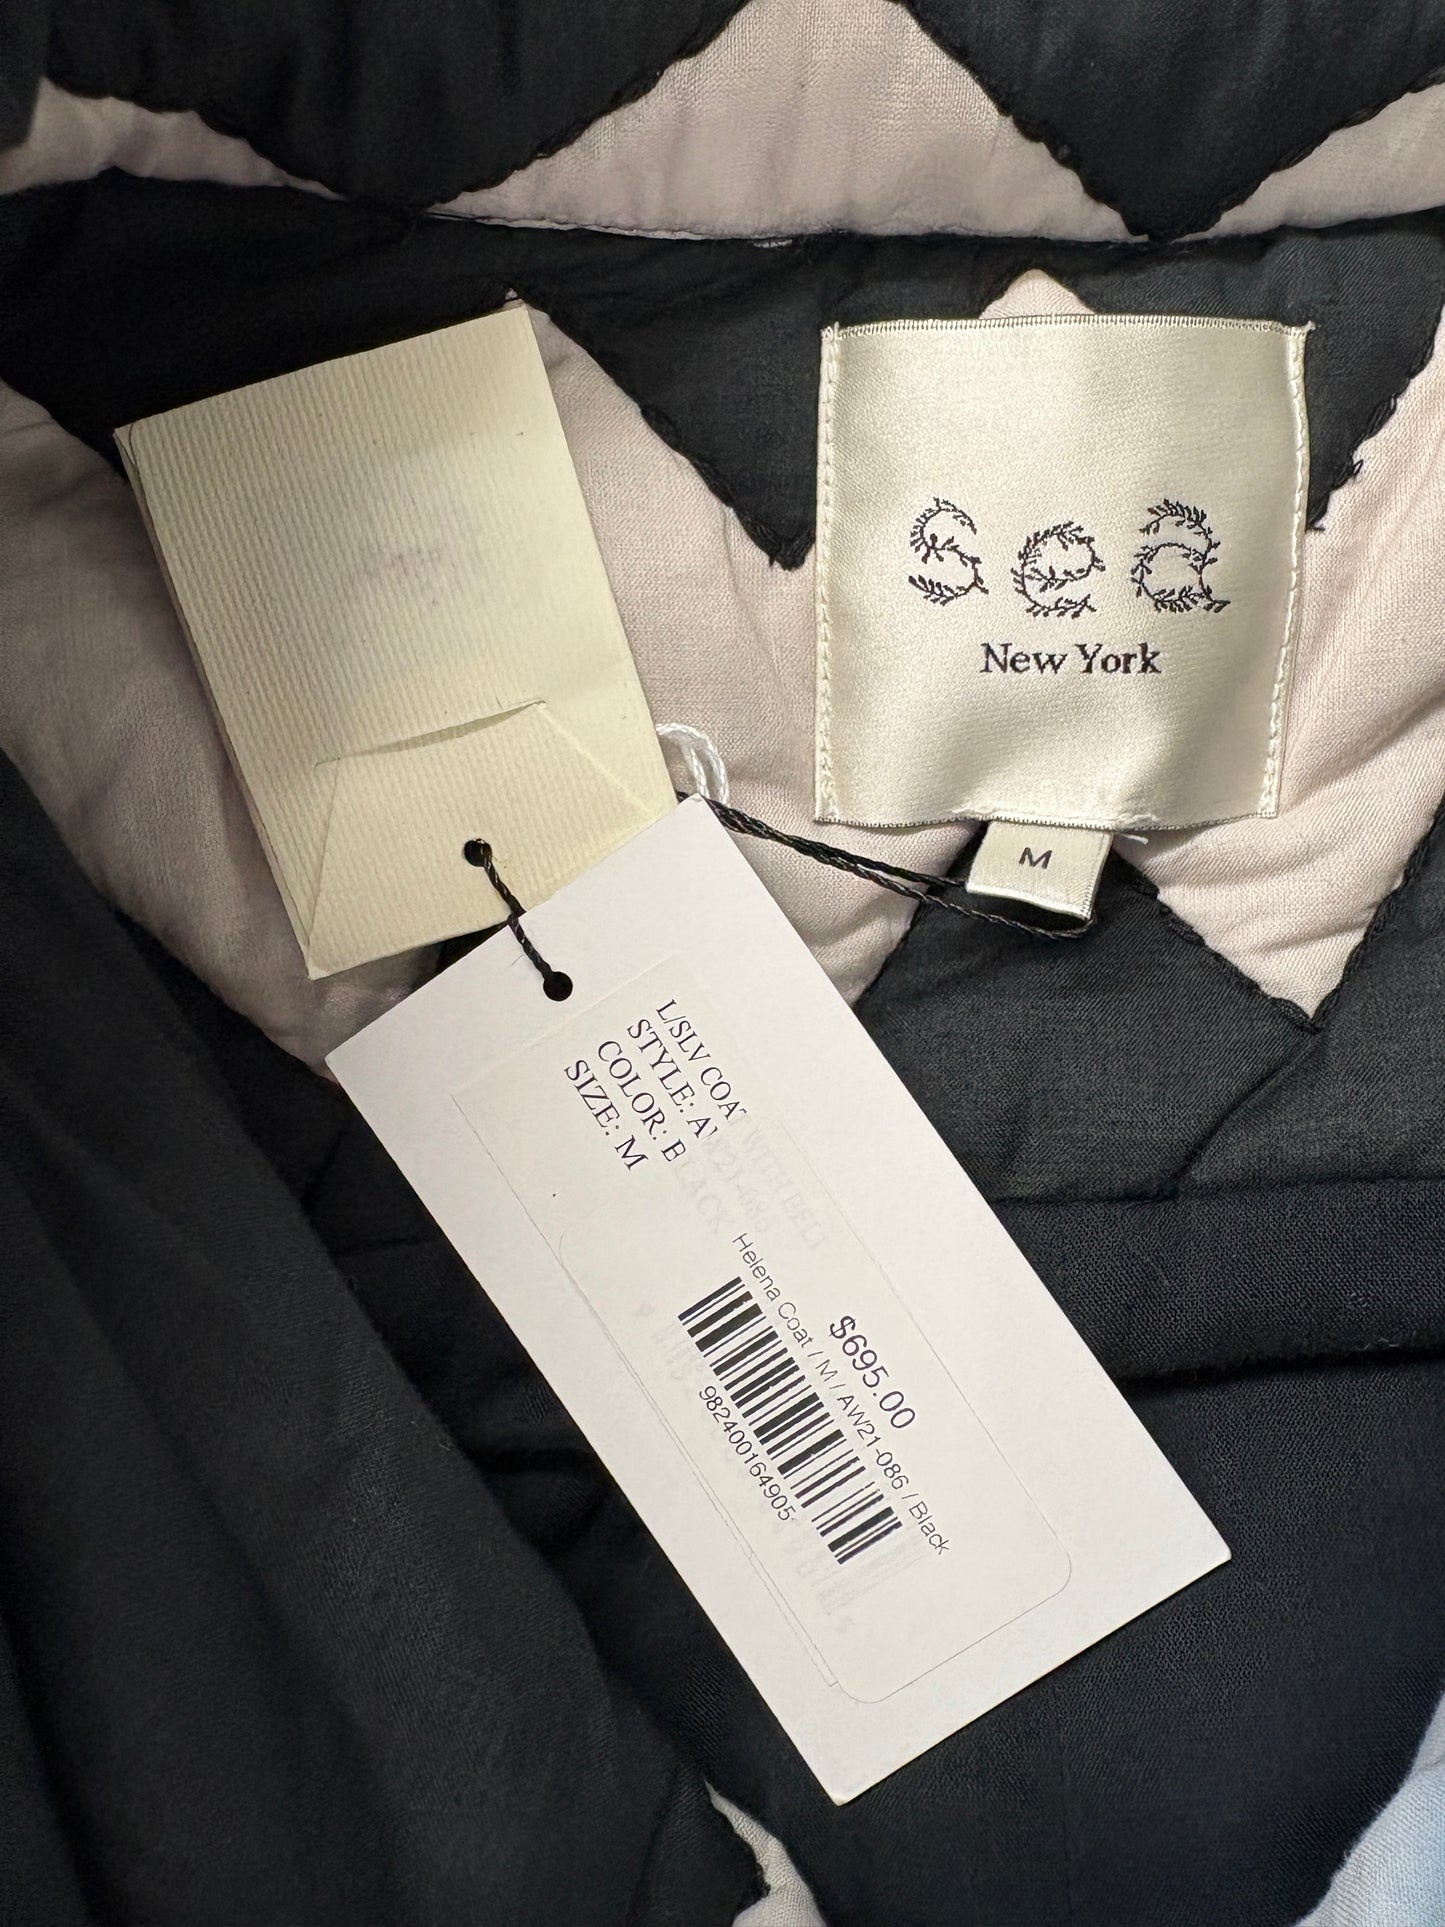 sea
New York
M
L/SLV COAT WITH BELT
STYLE: AW21-086
COLOR: BLACK
SIZE: M
$695.00
Helena Coat / M / AW21-086 / Black
982400164905